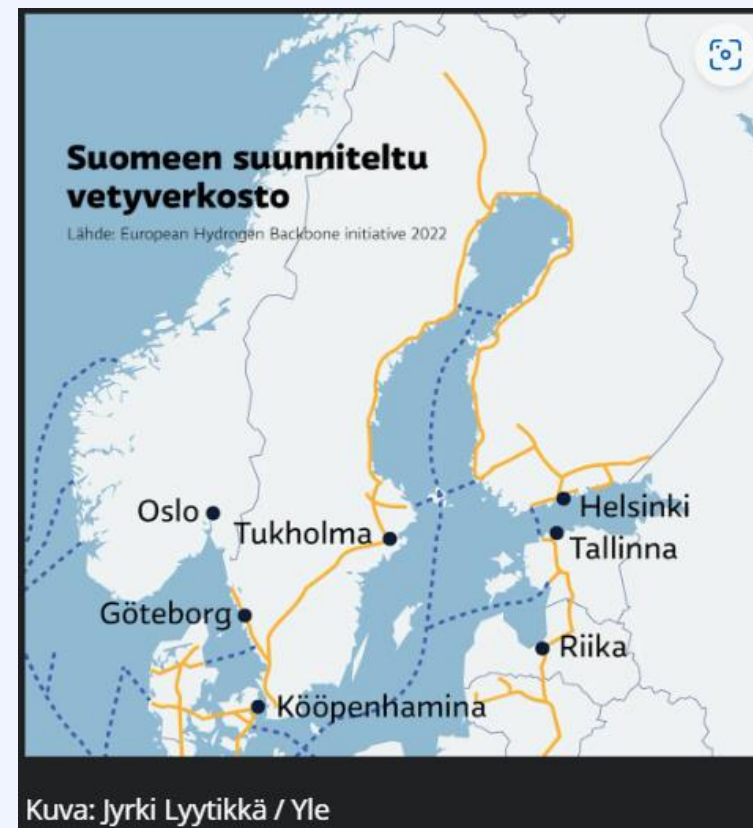 Suomeen suunniteltu
vetyverkosto
Lähde: European Hydrogen Backbone initiative 2022
Oslo
Tukholma
Helsinki
Tallinna
Göteborg
Riika
Kööpenhamina
Kuva: Jyrki Lyytikkä / Yle